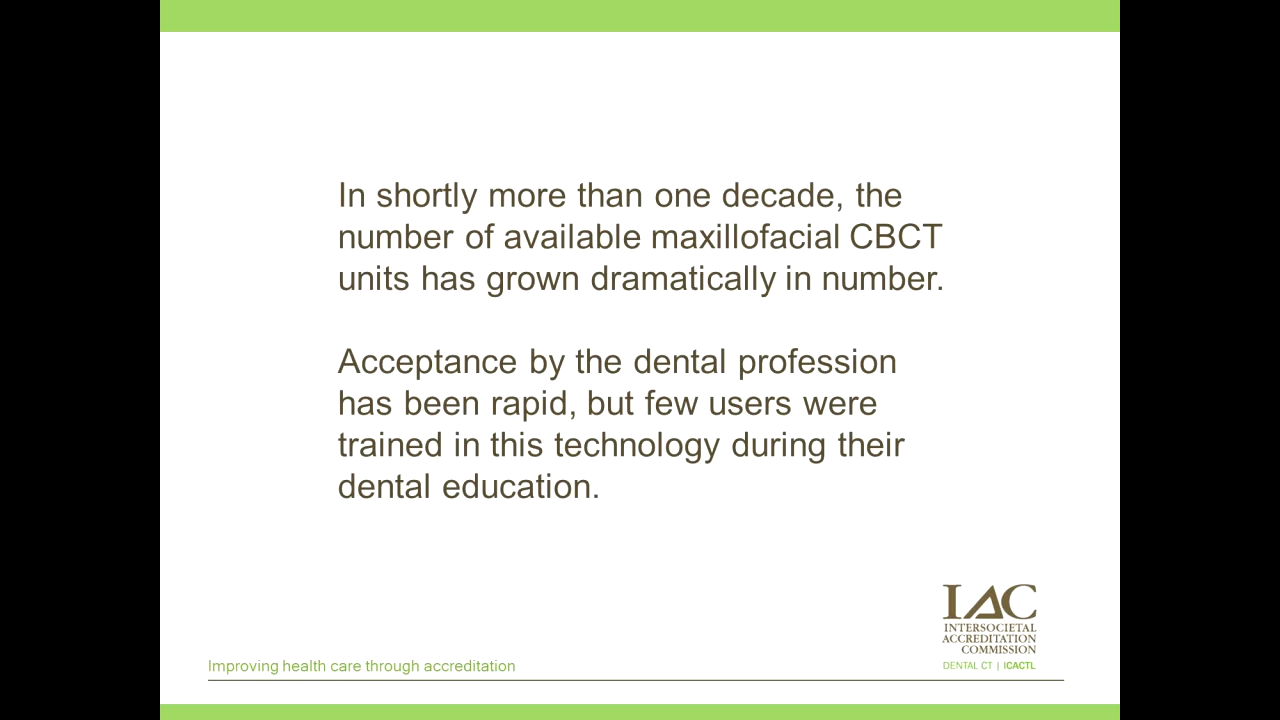 In shortly more than one decade, the
number of available maxillofacial CBCT
units has grown dramatically in number.
Acceptance by the dental profession
has been rapid, but few users were
trained in this technology during their
dental education.
IAC
INTERSOCIETAL
ACCREDITATION
COMMISSION
DENTAL CT | ICACTL
Improving health care through accreditation